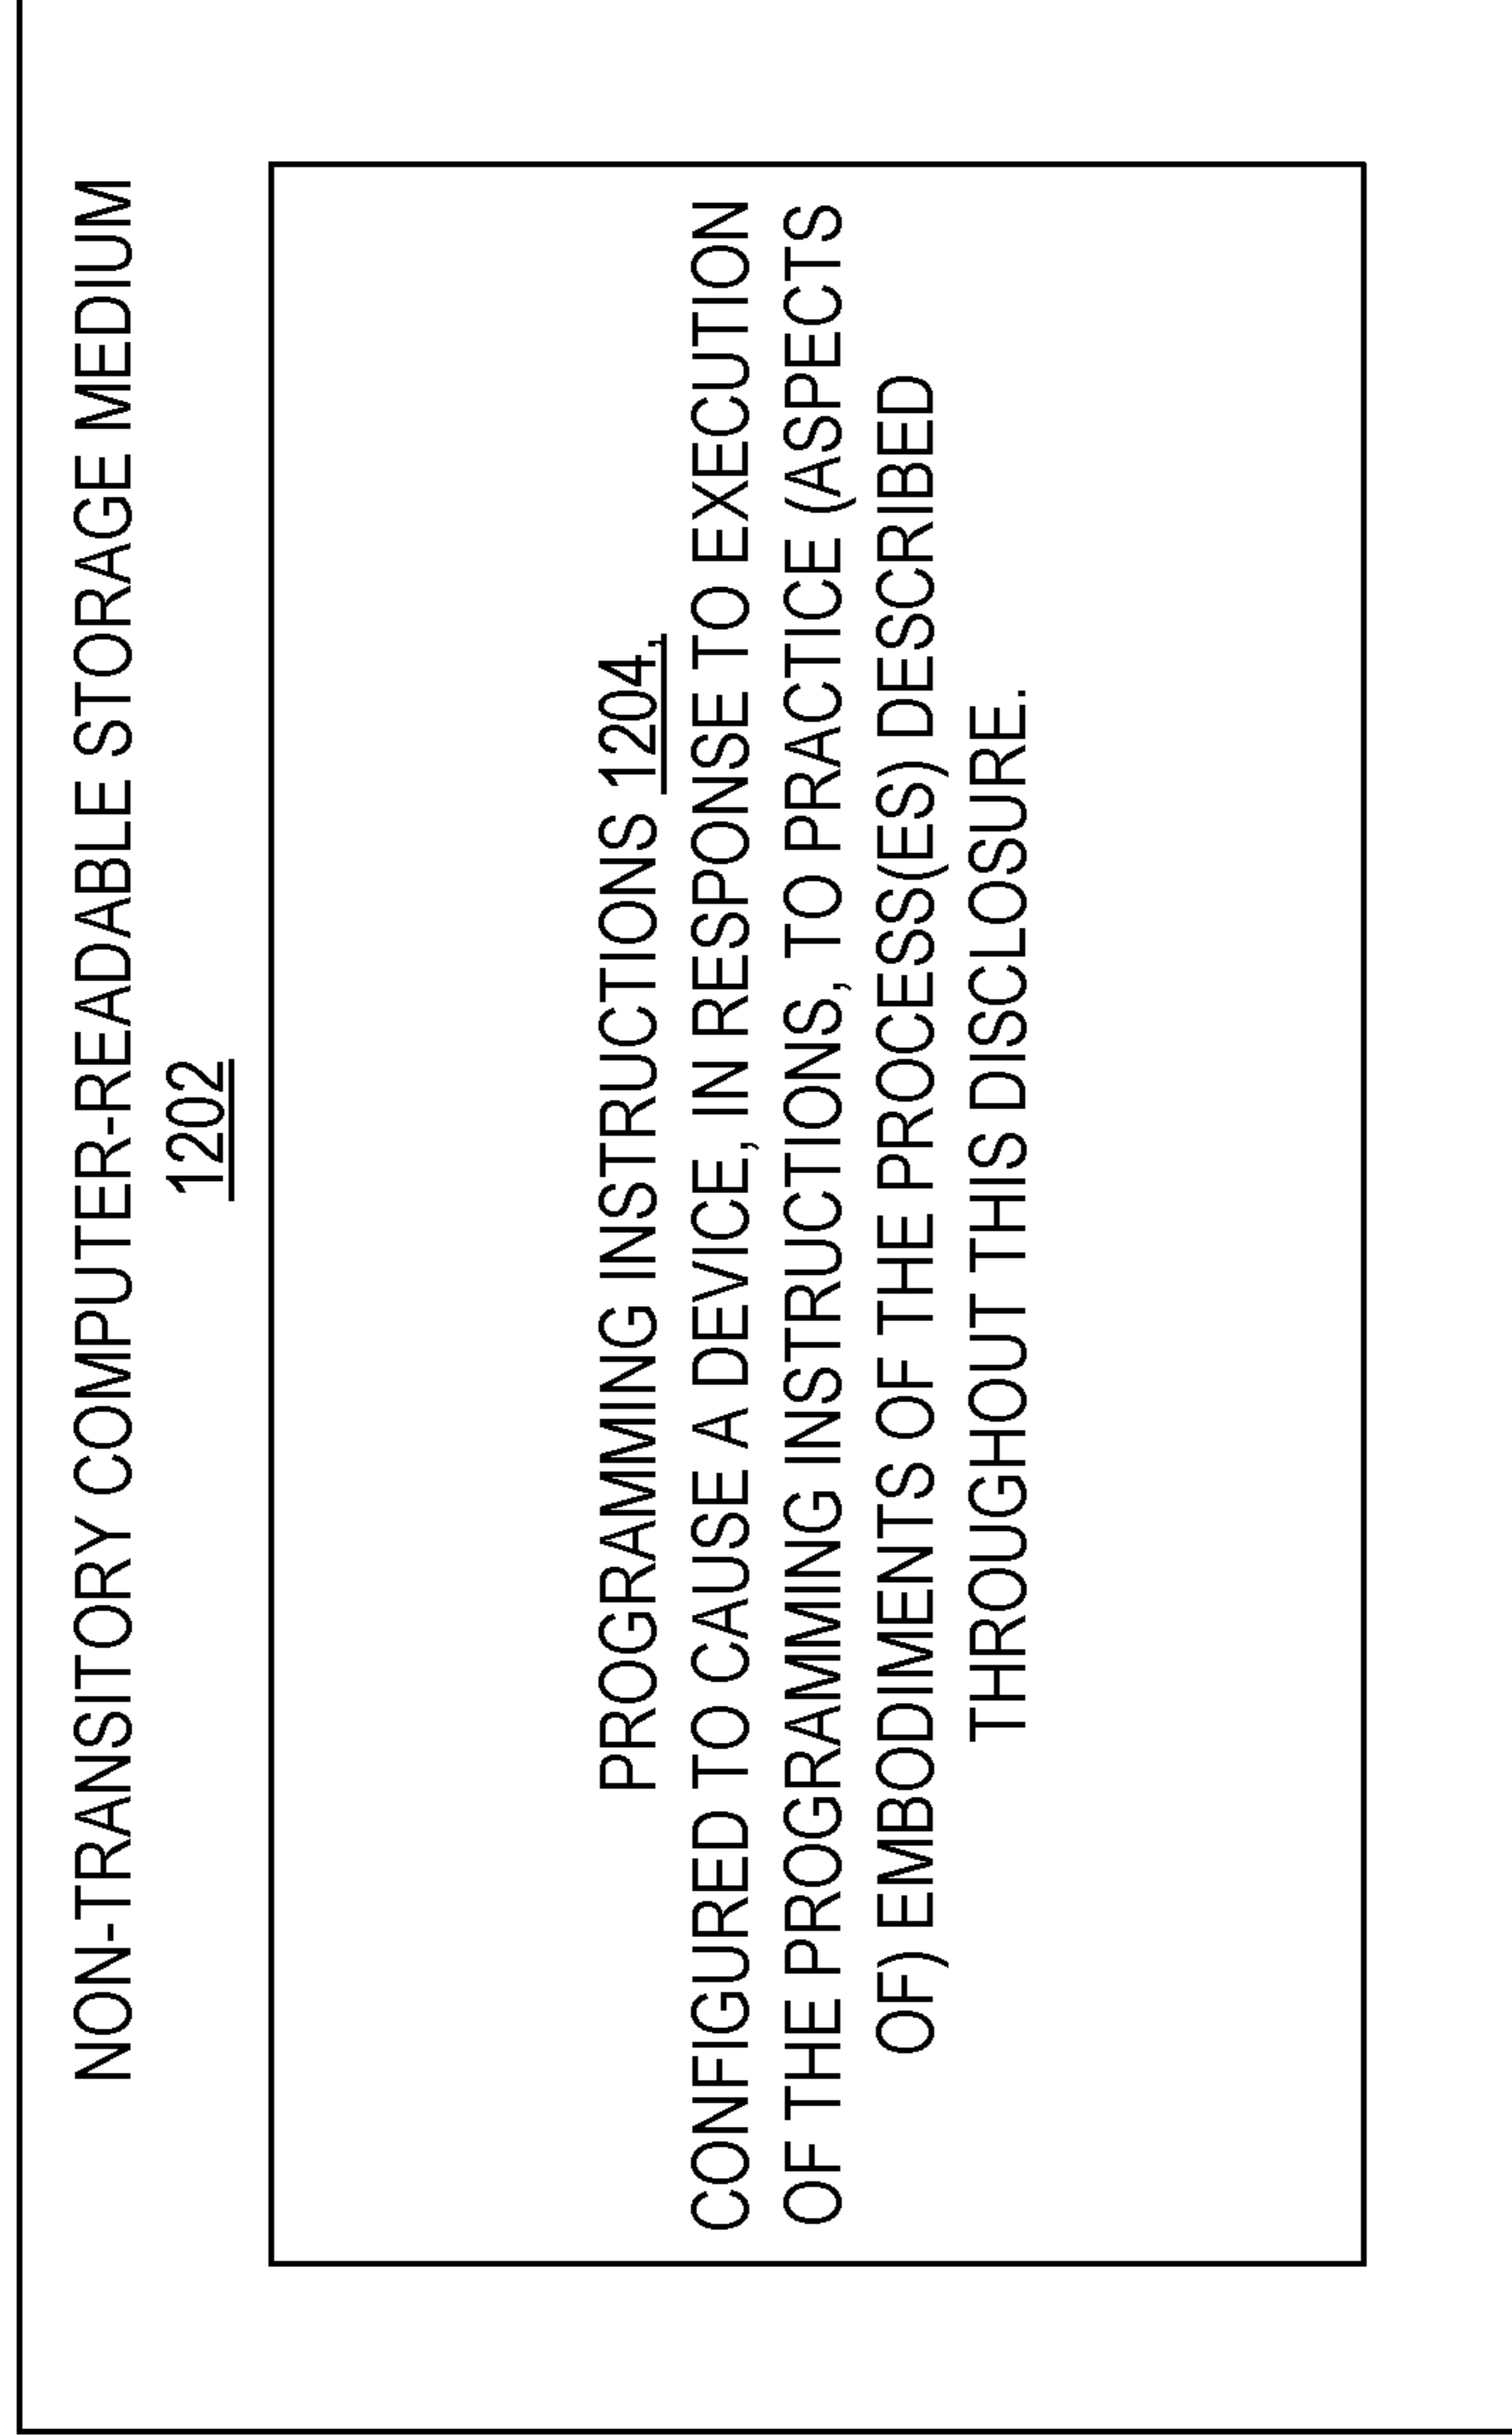 NON-TRANSITORY COMPUTER-READABLE STORAGE MEDIUM
1202
PROGRAMMING INSTRUCTIONS 1204,
CONFIGURED TO CAUSE A DEVICE, IN RESPONSE TO EXECUTION
OF THE PROGRAMMING INSTRUCTIONS, TO PRACTICE (ASPECTS
OF) EMBODIMENTS OF THE PROCESS(ES) DESCRIBED
THROUGHOUT THIS DISCLOSURE.